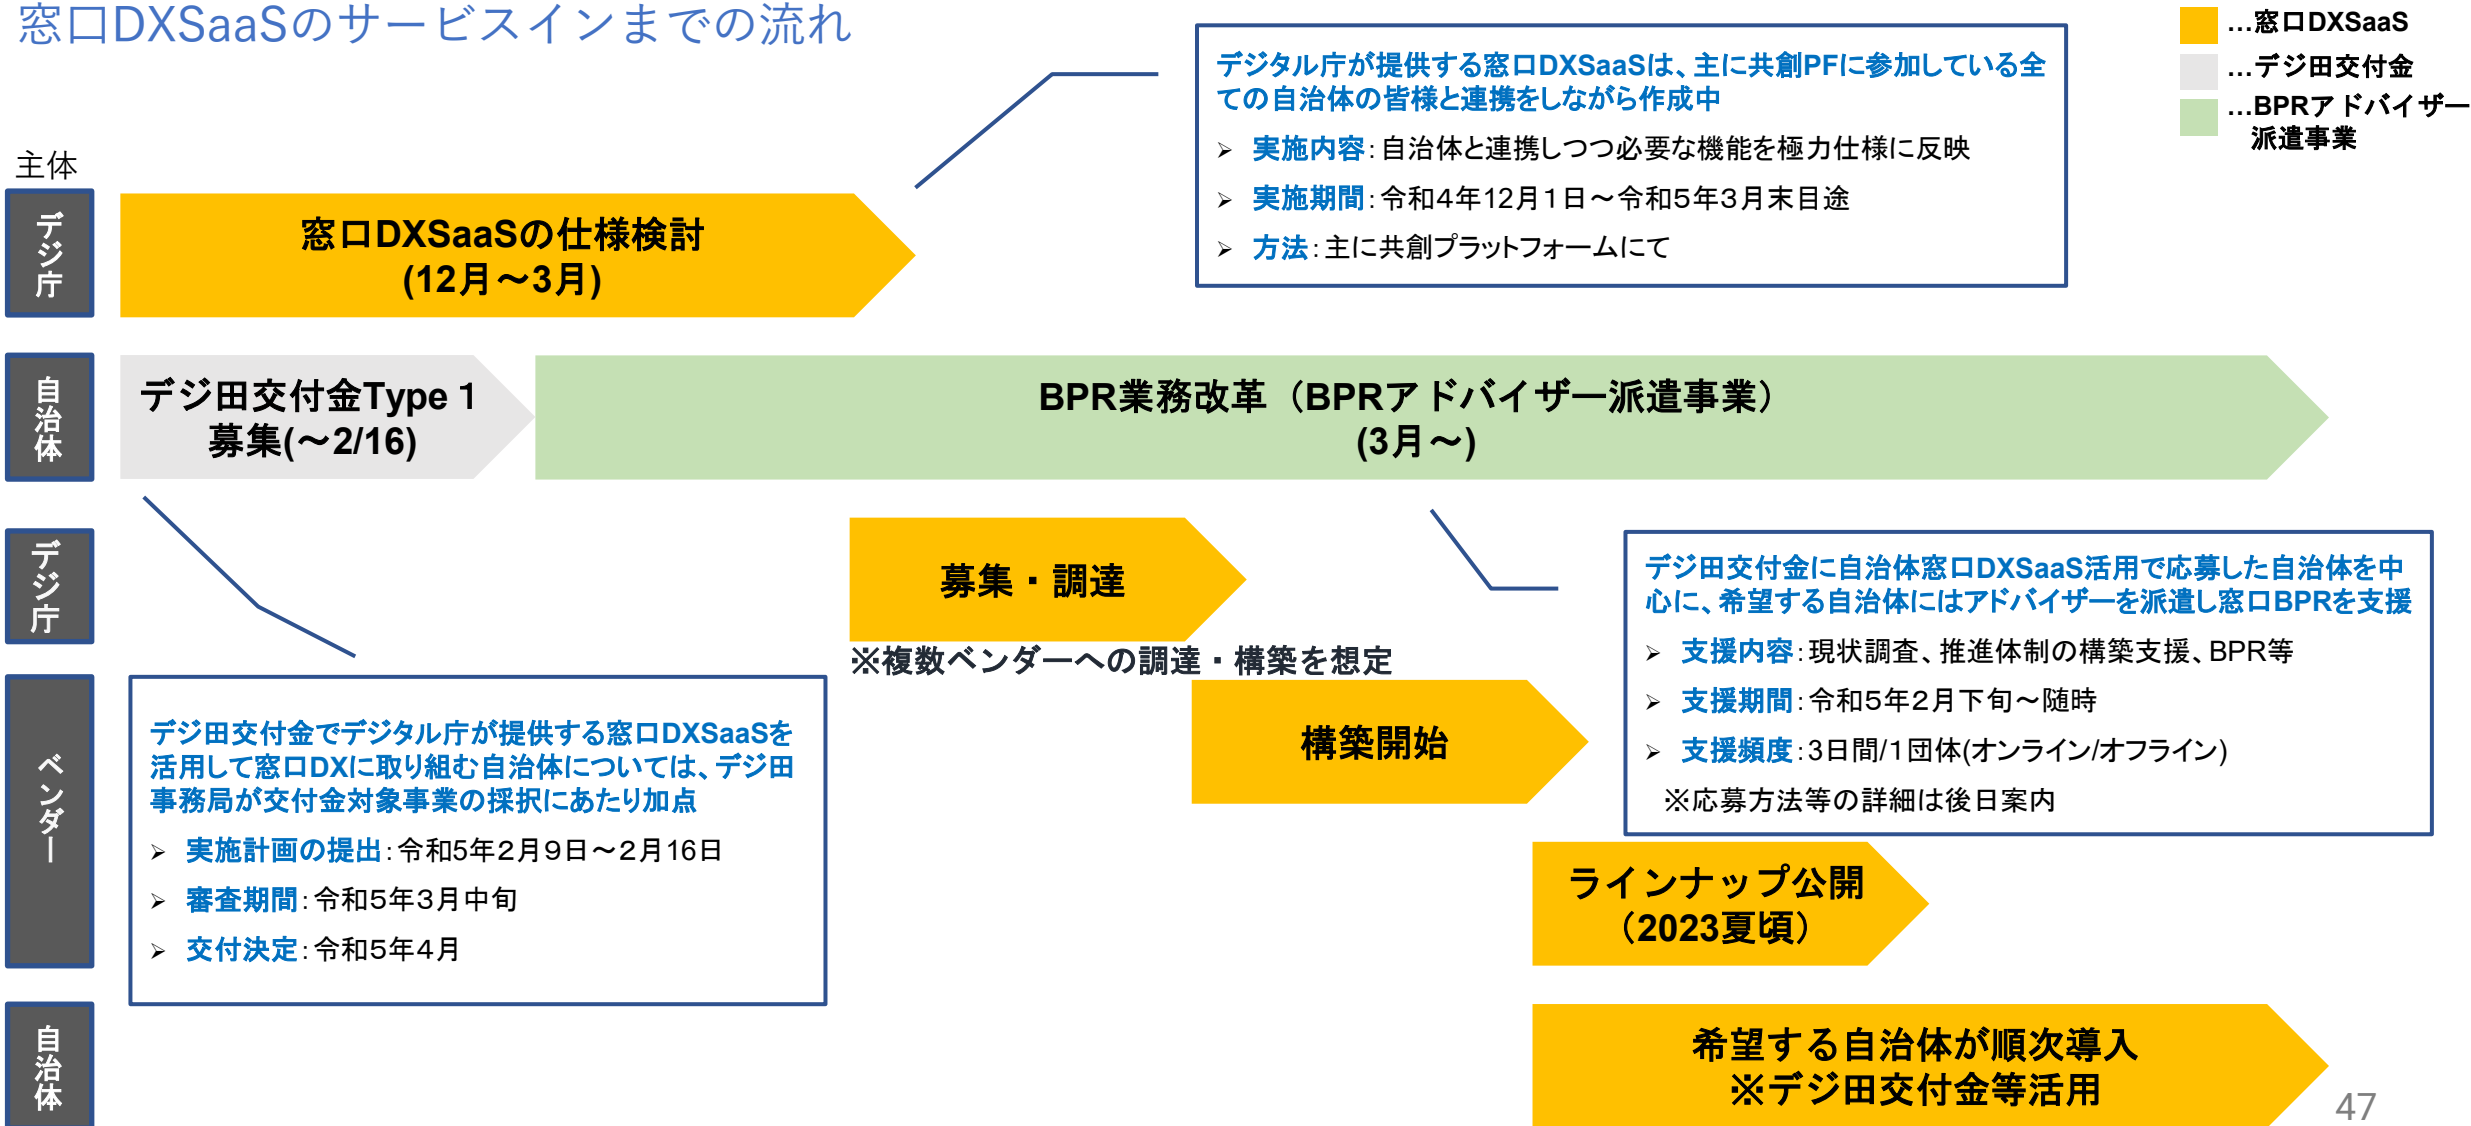 窓口DXSaaSのサービスインまでの流れ
…窓口DXSaaS
…デジ田交付金
…BPRアドバイザー
派遣事業
主体
デジ庁
窓口DXSaaSの仕様検討
(12月～3月)
デジタル庁が提供する窓口DXSaaSは、主に共創PFに参加している全
ての自治体の皆様と連携をしながら作成中
➢ 実施内容：自治体と連携しつつ必要な機能を極力仕様に反映
➢ 実施期間：令和4年12月１日～令和5年3月末目途
➢ 方法：主に共創プラットフォームにて
自治体
デジ田交付金Type１
募集(～2/16)
BPR業務改革（BPRアドバイザー派遣事業）
(3月～)
デジ庁
募集・調達
※複数ベンダーへの調達・構築を想定
デジ田交付金に自治体窓口DXSaaS活用で応募した自治体を中
心に、希望する自治体にはアドバイザーを派遣し窓口BPRを支援
➢ 支援内容：現状調査、推進体制の構築支援、BPR等
➢ 支援期間：令和5年2月下旬～随時
➢ 支援頻度：3日間/1団体(オンライン/オフライン)
※応募方法等の詳細は後日案内
ベンダー
構築開始
デジ田交付金でデジタル庁が提供する窓口DXSaaSを
活用して窓口DXに取り組む自治体については、デジ田
事務局が交付金対象事業の採択にあたり加点
➢ 実施計画の提出：令和5年２月９日～２月16日
➢ 審査期間：令和5年３月中旬
➢ 交付決定：令和5年４月
ラインナップ公開
（2023夏頃）
自治体
希望する自治体が順次導入
※デジ田交付金等活用
47